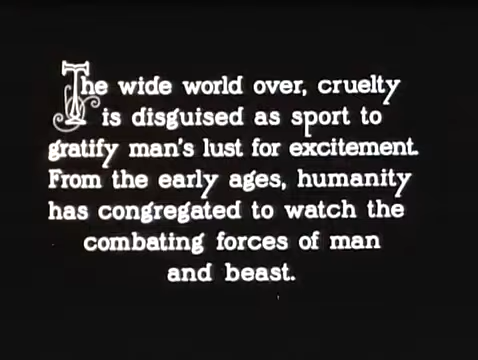 The wide world over, cruelty
is disguised as sport to
gratify man's lust for excitement.
From the early ages, humanity
has congregated to watch the
combating forces of man
and beast.